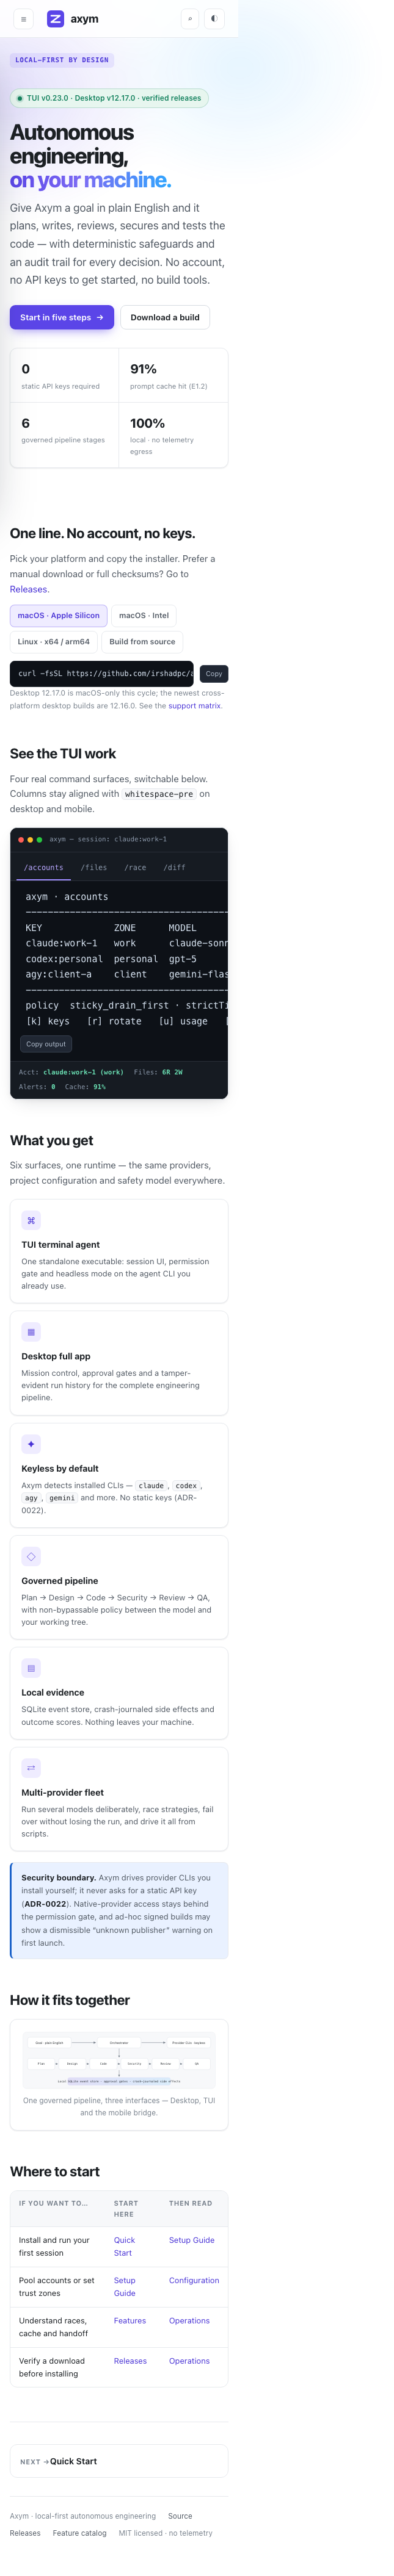 axym
LOCAL-FIRST BY DESIGN
TUI v0.23.0 · Desktop v12.17.0 · verified releases
Autonomous
engineering,
on your machine.
Give Axym a goal in plain English and it
plans, writes, reviews, secures and tests the
code — with deterministic safeguards and
an audit trail for every decision. No account,
no API keys to get started, no build tools.
Start in five steps →
Download a build
0
static API keys required
91%
prompt cache hit (E1.2)
6
governed pipeline stages
100%
local · no telemetry
egress
One line. No account, no keys.
Pick your platform and copy the installer. Prefer a
manual download or full checksums? Go to
Releases.
macOS · Apple Silicon
macOS · Intel
Linux · x64 / arm64
Build from source
curl -fsSL https://github.com/irshadpc/a
Copy
Desktop 12.17.0 is macOS-only this cycle; the newest cross-
platform desktop builds are 12.16.0. See the support matrix.
See the TUI work
Four real command surfaces, switchable below.
Columns stay aligned with whitespace-pre on
desktop and mobile.
axym — session: claude:work-1
/accounts /files /race /diff
axym · accounts
KEY ZONE MODEL
claude:work-1 work claude-sonn
codex:personal personal gpt-5
agy:client-a client gemini-flas
policy sticky_drain_first · strictTi
[k] keys [r] rotate [u] usage [
Copy output
Acct: claude:work-1 (work) Files: 6R 2W
Alerts: 0 Cache: 91%
What you get
Six surfaces, one runtime — the same providers,
project configuration and safety model everywhere.
⌘
TUI terminal agent
One standalone executable: session UI, permission
gate and headless mode on the agent CLI you
already use.
Desktop full app
Mission control, approval gates and a tamper-
evident run history for the complete engineering
pipeline.
Keyless by default
Axym detects installed CLIs — claude, codex,
agy, gemini and more. No static keys (ADR-
0022).
Governed pipeline
Plan → Design → Code → Security → Review → QA,
with non-bypassable policy between the model and
your working tree.
Local evidence
SQLite event store, crash-journaled side effects and
outcome scores. Nothing leaves your machine.
Multi-provider fleet
Run several models deliberately, race strategies, fail
over without losing the run, and drive it all from
scripts.
Security boundary. Axym drives provider CLIs you
install yourself; it never asks for a static API key
(ADR-0022). Native-provider access stays behind
the permission gate, and ad-hoc signed builds may
show a dismissible “unknown publisher” warning on
first launch.
How it fits together
Plan Design Code Security Review QA
One governed pipeline, three interfaces — Desktop, TUI
and the mobile bridge.
Where to start
IF YOU WANT TO… START HERE THEN READ
Install and run your first session Quick Start Setup Guide
Pool accounts or set trust zones Setup Guide Configuration
Understand races, cache and handoff Features Operations
Verify a download before installing Releases Operations
NEXT → Quick Start
Axym · local-first autonomous engineering Source
Releases Feature catalog MIT licensed · no telemetry